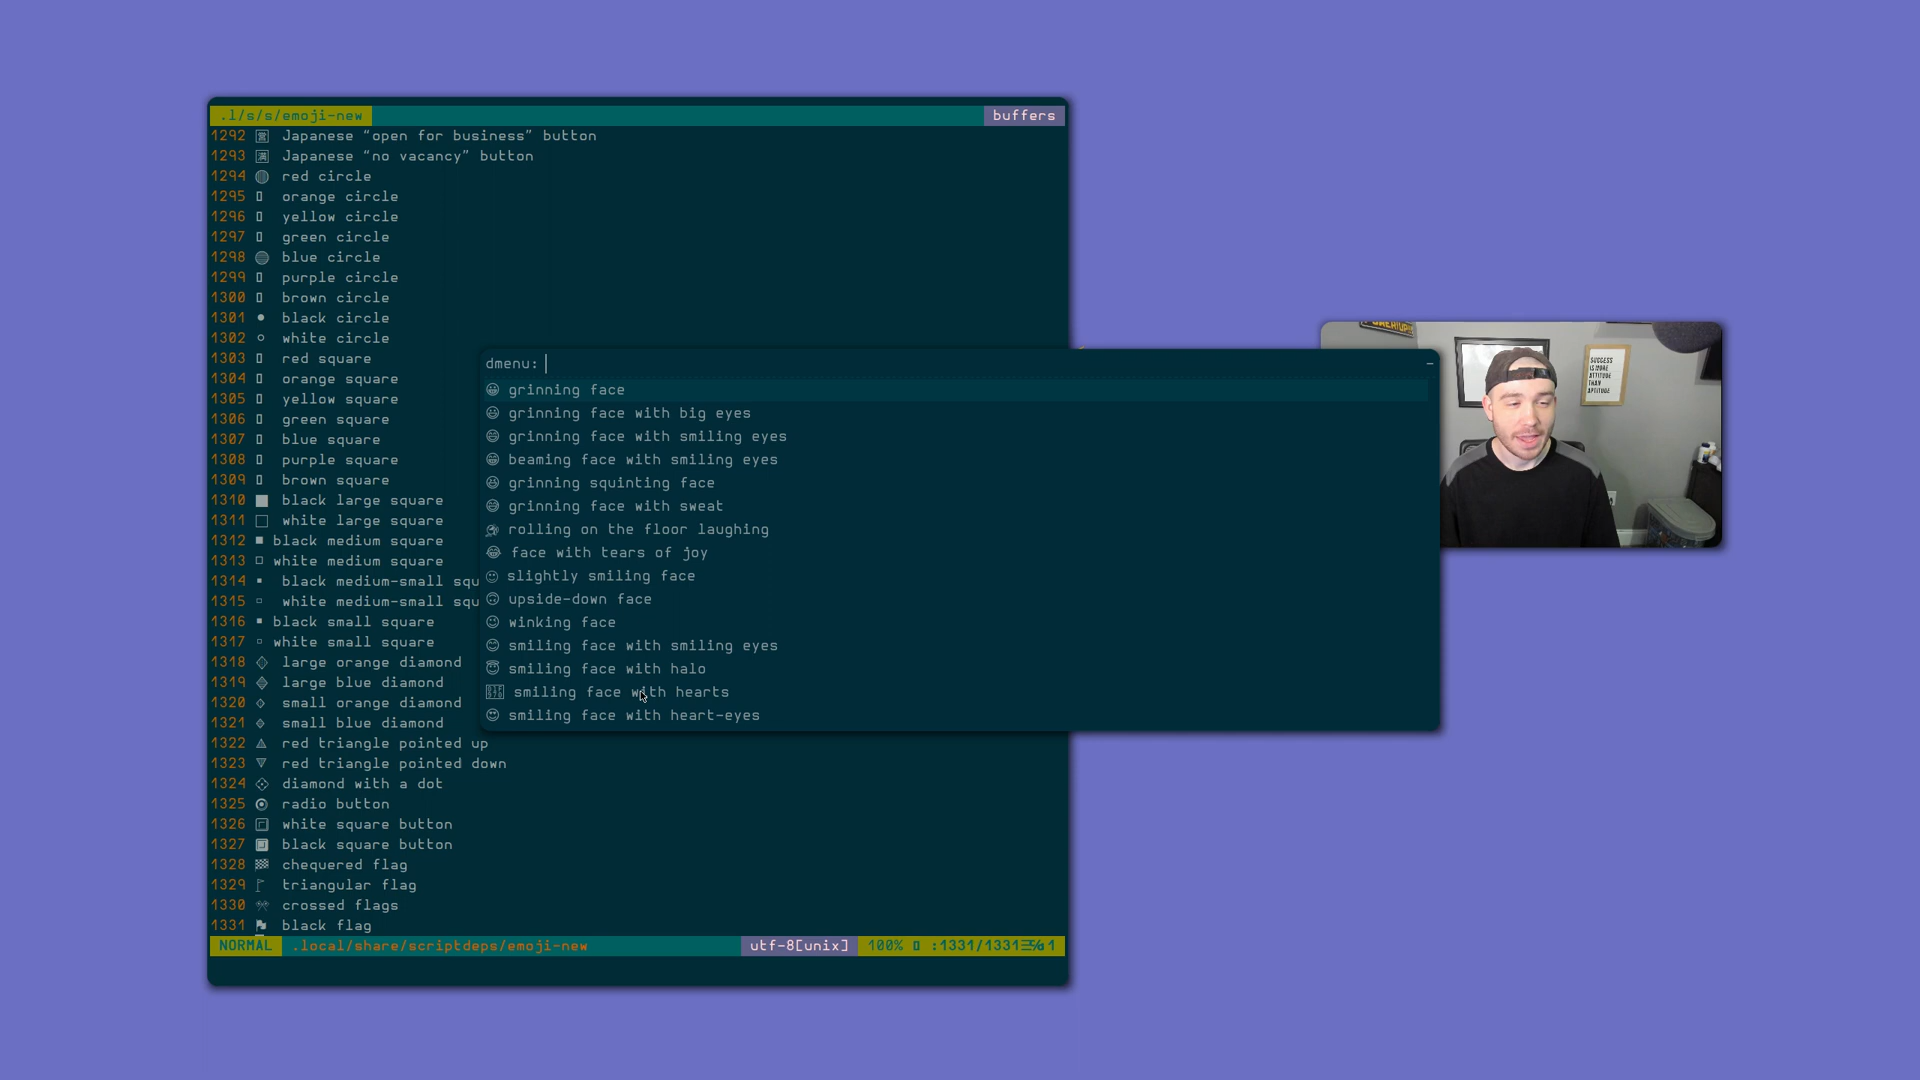 .l/s/s/emoji-new
buffers
1292 Japanese “open for business” button
1293 Japanese “no vacancy” button
1294 red circle
1295 orange circle
1296 yellow circle
1297 green circle
1298 blue circle
1299 purple circle
1300 brown circle
1301 ● black circle
1302 ○ white circle
1303 red square
1304 orange square
1305 yellow square
1306 green square
1307 blue square
1308 purple square
1309 brown square
1310 black large square
1311 white large square
1312 black medium square
1313 white medium square
1314 black medium-small squ
1315 white medium-small squ
1316 black small square
1317 white small square
1318 large orange diamond
1319 large blue diamond
1320 small orange diamond
1321 small blue diamond
1322 red triangle pointed up
1323 red triangle pointed down
1324 diamond with a dot
1325 radio button
1326 white square button
1327 black square button
1328 chequered flag
1329 triangular flag
1330 crossed flags
1331 black flag
NORMAL .local/share/scriptdeps/emoji-new utf-8[unix] 100% :1331/1331
dmenu:
grinning face
grinning face with big eyes
grinning face with smiling eyes
beaming face with smiling eyes
grinning squinting face
grinning face with sweat
rolling on the floor laughing
face with tears of joy
slightly smiling face
upside-down face
winking face
smiling face with smiling eyes
smiling face with halo
smiling face with hearts
smiling face with heart-eyes
SUCCESS
IS MORE
ATTITUDE
THAN
APTITUDE